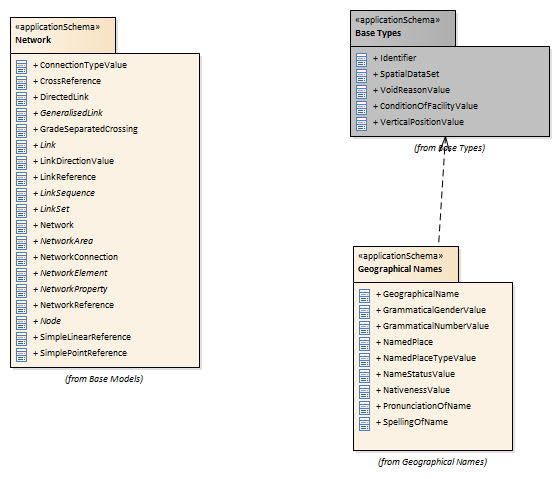 «applicationSchema»
Network
+ ConnectionTypeValue
+ CrossReference
+ DirectedLink
+ GeneralisedLink
+ GradeSeparatedCrossing
+ Link
+ LinkDirectionValue
+ LinkReference
+ LinkSequence
+ LinkSet
+ Network
+ NetworkArea
+ NetworkConnection
+ NetworkElement
+ NetworkProperty
+ NetworkReference
+ Node
+ SimpleLinearReference
+ SimplePointReference
(from Base Models)
«applicationSchema»
Base Types
+ Identifier
+ SpatialDataSet
+ VoidReasonValue
+ ConditionOfFacilityValue
+ VerticalPositionValue
(from Base Types)
«applicationSchema»
Geographical Names
+ GeographicalName
+ GrammaticalGenderValue
+ GrammaticalNumberValue
+ NamedPlace
+ NamedPlaceTypeValue
+ NameStatusValue
+ NativenessValue
+ PronunciationOfName
+ SpellingOfName
(from Geographical Names)